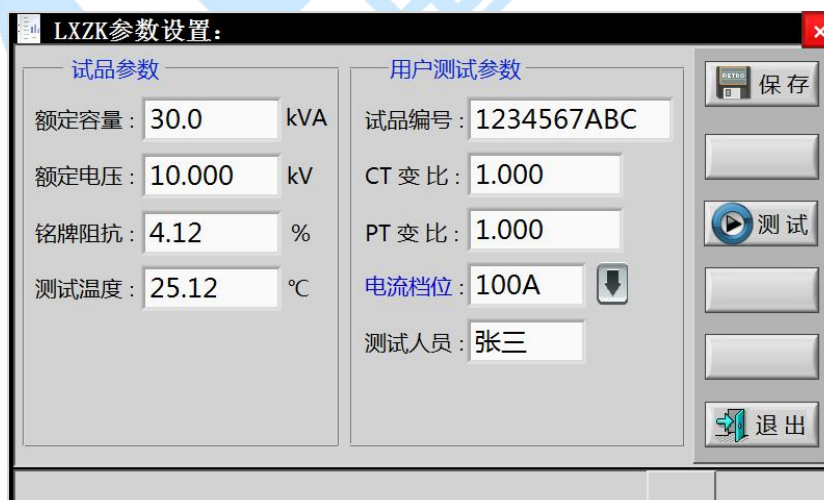 LXZK参数设置：
试品参数
额定容量：30.0 kVA
额定电压：10.000 kV
铭牌阻抗：4.12 %
测试温度：25.12 ℃
用户测试参数
试品编号：1234567ABC
CT 变 比：1.000
PT 变 比：1.000
电流档位：100A
测试人员：张三
RETRO
保 存
测 试
退 出